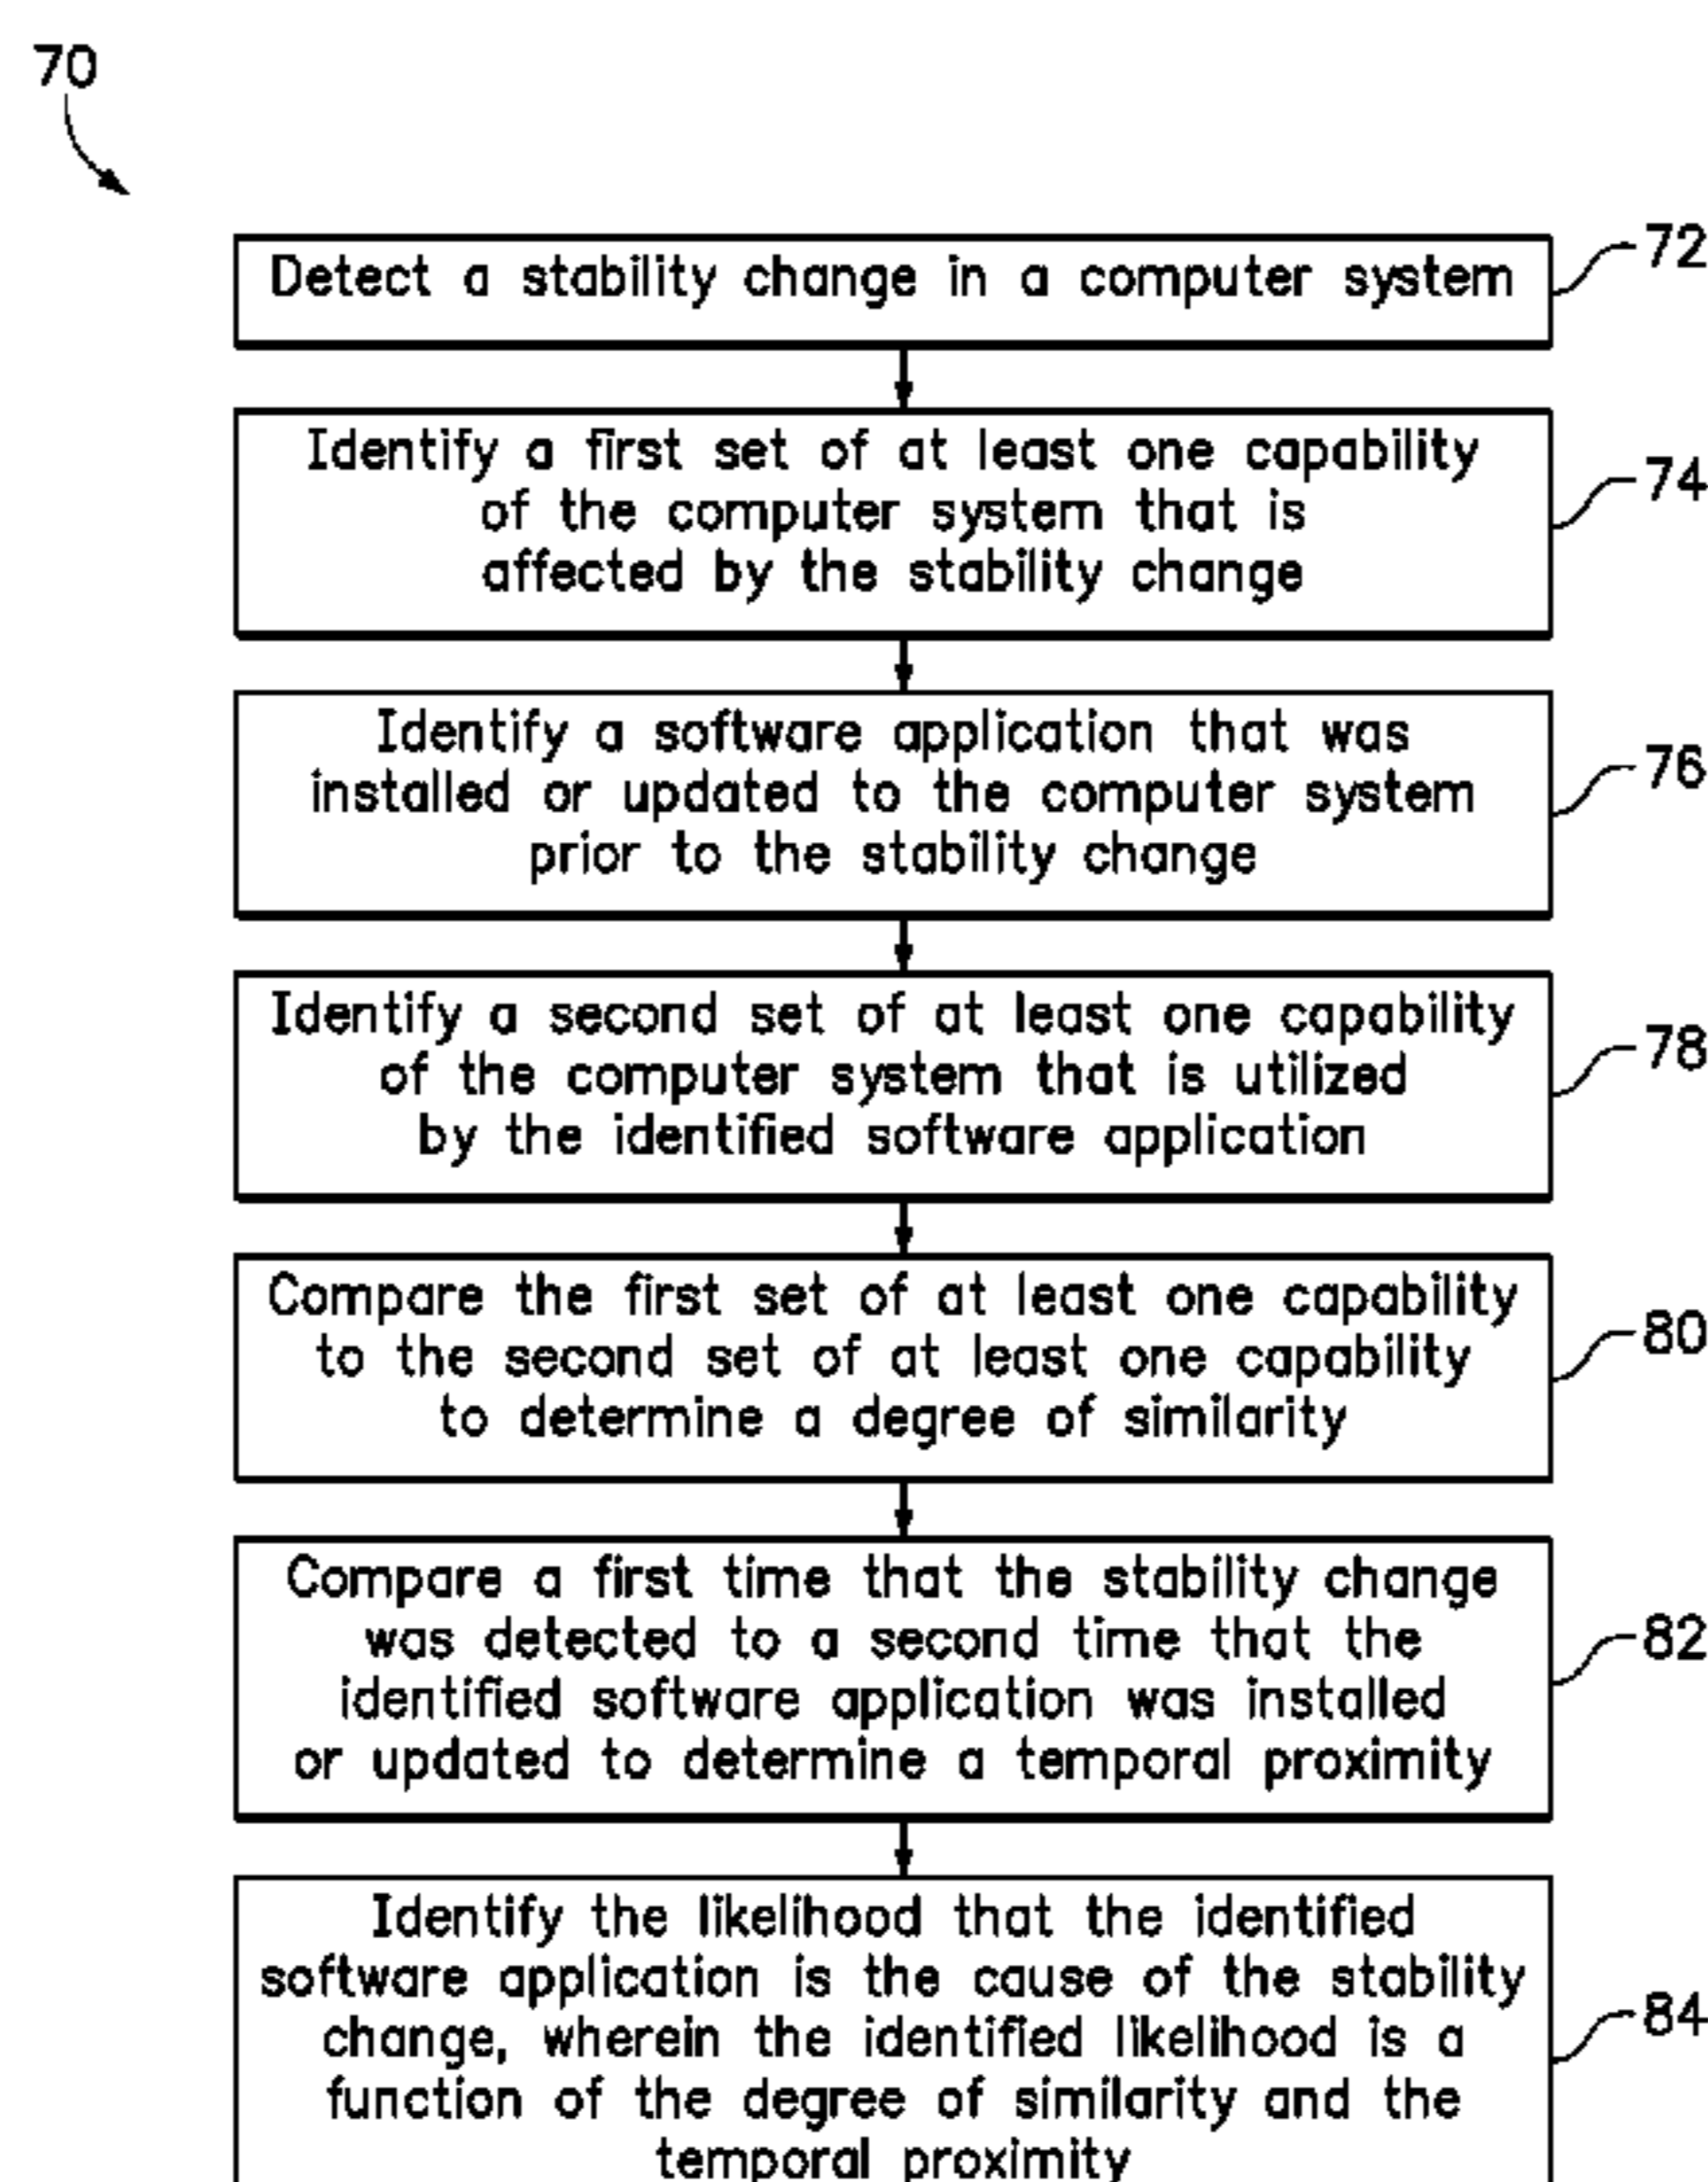 70
Detect a stability change in a computer system
72
Identify a first set of at least one capability
of the computer system that is
affected by the stability change
74
Identify a software application that was
installed or updated to the computer system
prior to the stability change
76
Identify a second set of at least one capability
of the computer system that is utilized
by the identified software application
78
Compare the first set of at least one capability
to the second set of at least one capability
to determine a degree of similarity
80
Compare a first time that the stability change
was detected to a second time that the
identified software application was installed
or updated to determine a temporal proximity
82
Identify the likelihood that the identified
software application is the cause of the stability
change, wherein the identified likelihood is a
function of the degree of similarity and the
temporal proximity
84